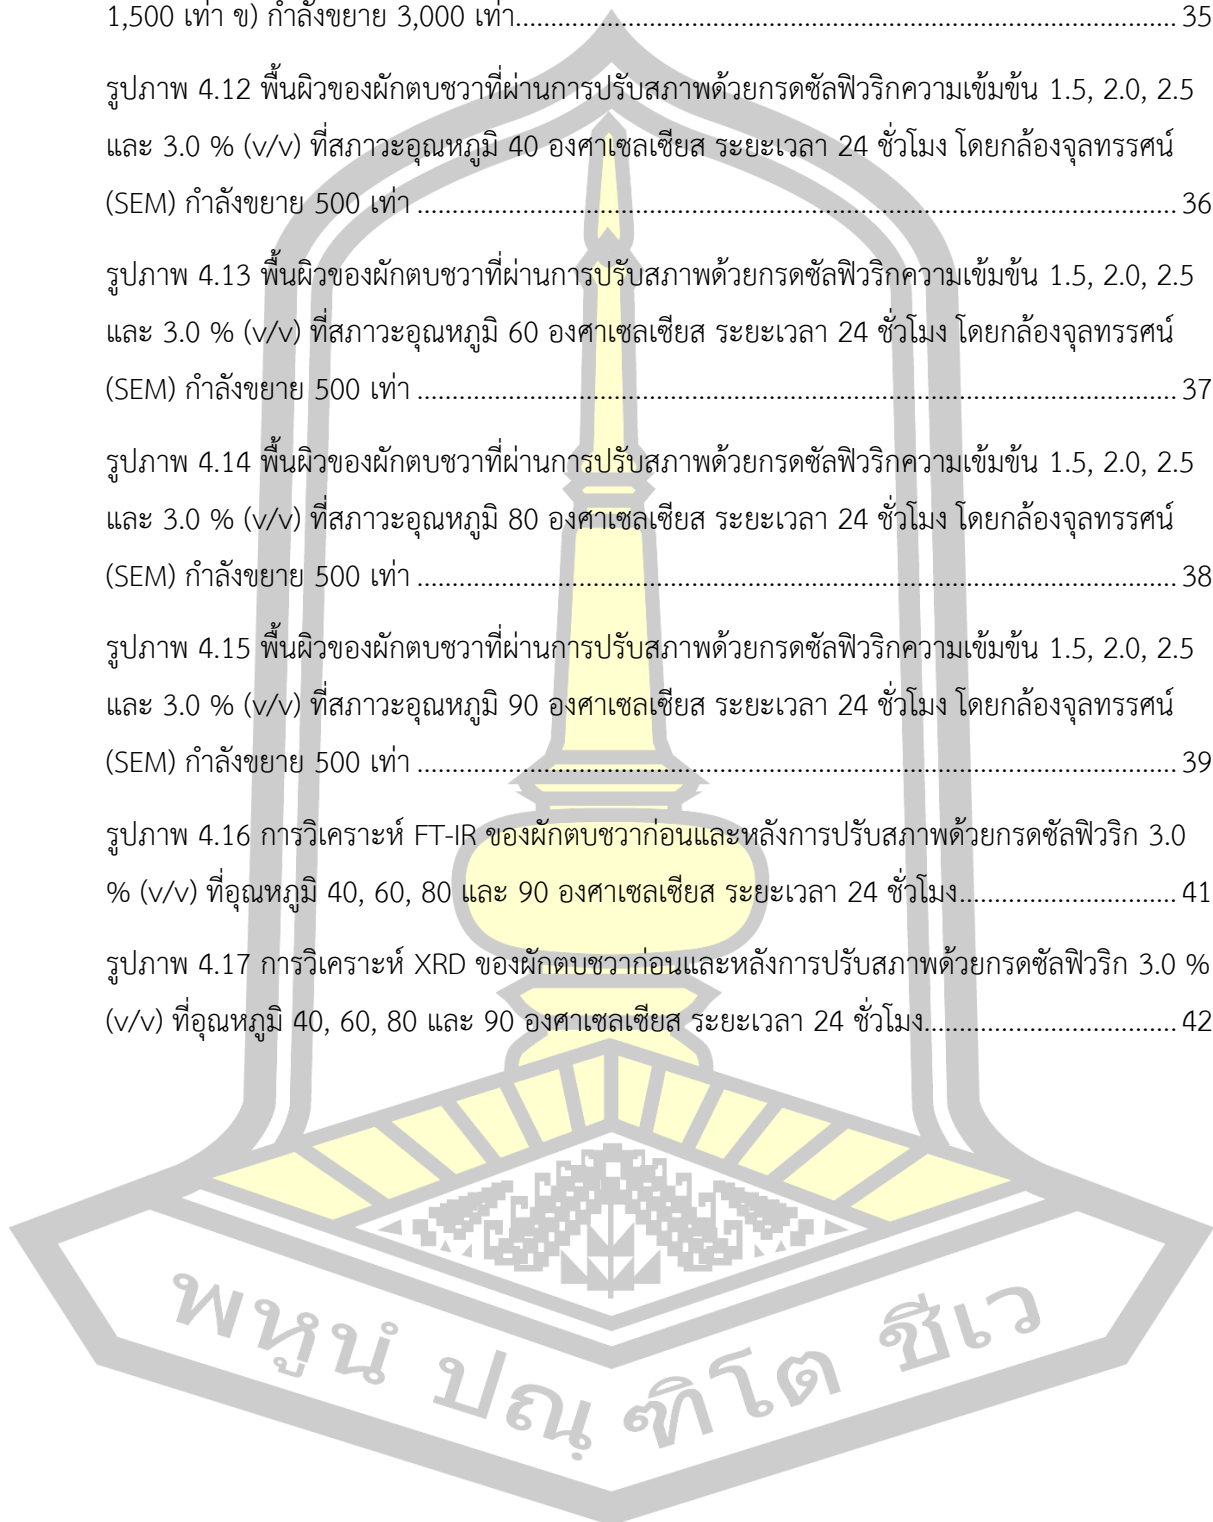 1,500 เท่า ข) กำลังขยาย 3,000 เท่า........................................................................................... 35
รูปภาพ 4.12 พื้นผิวของผักตบชวาที่ผ่านการปรับสภาพด้วยกรดซัลฟิวริกความเข้มข้น 1.5, 2.0, 2.5
และ 3.0 % (v/v) ที่สภาวะอุณหภูมิ 40 องศาเซลเซียส ระยะเวลา 24 ชั่วโมง โดยกล้องจุลทรรศน์
(SEM) กำลังขยาย 500 เท่า ......................................................................................................... 36
รูปภาพ 4.13 พื้นผิวของผักตบชวาที่ผ่านการปรับสภาพด้วยกรดซัลฟิวริกความเข้มข้น 1.5, 2.0, 2.5
และ 3.0 % (v/v) ที่สภาวะอุณหภูมิ 60 องศาเซลเซียส ระยะเวลา 24 ชั่วโมง โดยกล้องจุลทรรศน์
(SEM) กำลังขยาย 500 เท่า ......................................................................................................... 37
รูปภาพ 4.14 พื้นผิวของผักตบชวาที่ผ่านการปรับสภาพด้วยกรดซัลฟิวริกความเข้มข้น 1.5, 2.0, 2.5
และ 3.0 % (v/v) ที่สภาวะอุณหภูมิ 80 องศาเซลเซียส ระยะเวลา 24 ชั่วโมง โดยกล้องจุลทรรศน์
(SEM) กำลังขยาย 500 เท่า ......................................................................................................... 38
รูปภาพ 4.15 พื้นผิวของผักตบชวาที่ผ่านการปรับสภาพด้วยกรดซัลฟิวริกความเข้มข้น 1.5, 2.0, 2.5
และ 3.0 % (v/v) ที่สภาวะอุณหภูมิ 90 องศาเซลเซียส ระยะเวลา 24 ชั่วโมง โดยกล้องจุลทรรศน์
(SEM) กำลังขยาย 500 เท่า ......................................................................................................... 39
รูปภาพ 4.16 การวิเคราะห์ FT-IR ของผักตบชวาก่อนและหลังการปรับสภาพด้วยกรดซัลฟิวริก 3.0
% (v/v) ที่อุณหภูมิ 40, 60, 80 และ 90 องศาเซลเซียส ระยะเวลา 24 ชั่วโมง.............................. 41
รูปภาพ 4.17 การวิเคราะห์ XRD ของผักตบชวาก่อนและหลังการปรับสภาพด้วยกรดซัลฟิวริก 3.0 %
(v/v) ที่อุณหภูมิ 40, 60, 80 และ 90 องศาเซลเซียส ระยะเวลา 24 ชั่วโมง................................... 42
พหูนํ ปณฺฑิโต ชีเว